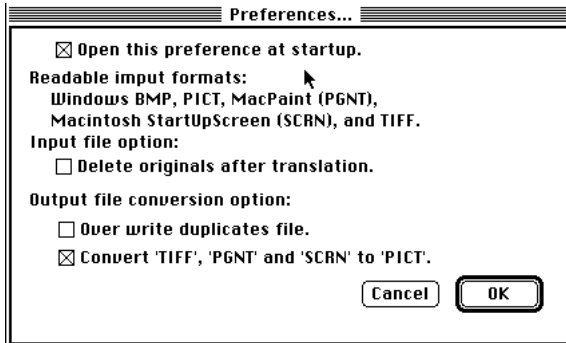 Preferences...
Open this preference at startup.
Readable imput formats:
Windows BMP, PICT, MacPaint (PGNT),
Macintosh StartUpScreen (SCRN), and TIFF.
Input file option:
Delete originals after translation.
Output file conversion option:
Over write duplicates file.
Convert 'TIFF', 'PGNT' and 'SCRN' to 'PICT'.
Cancel OK